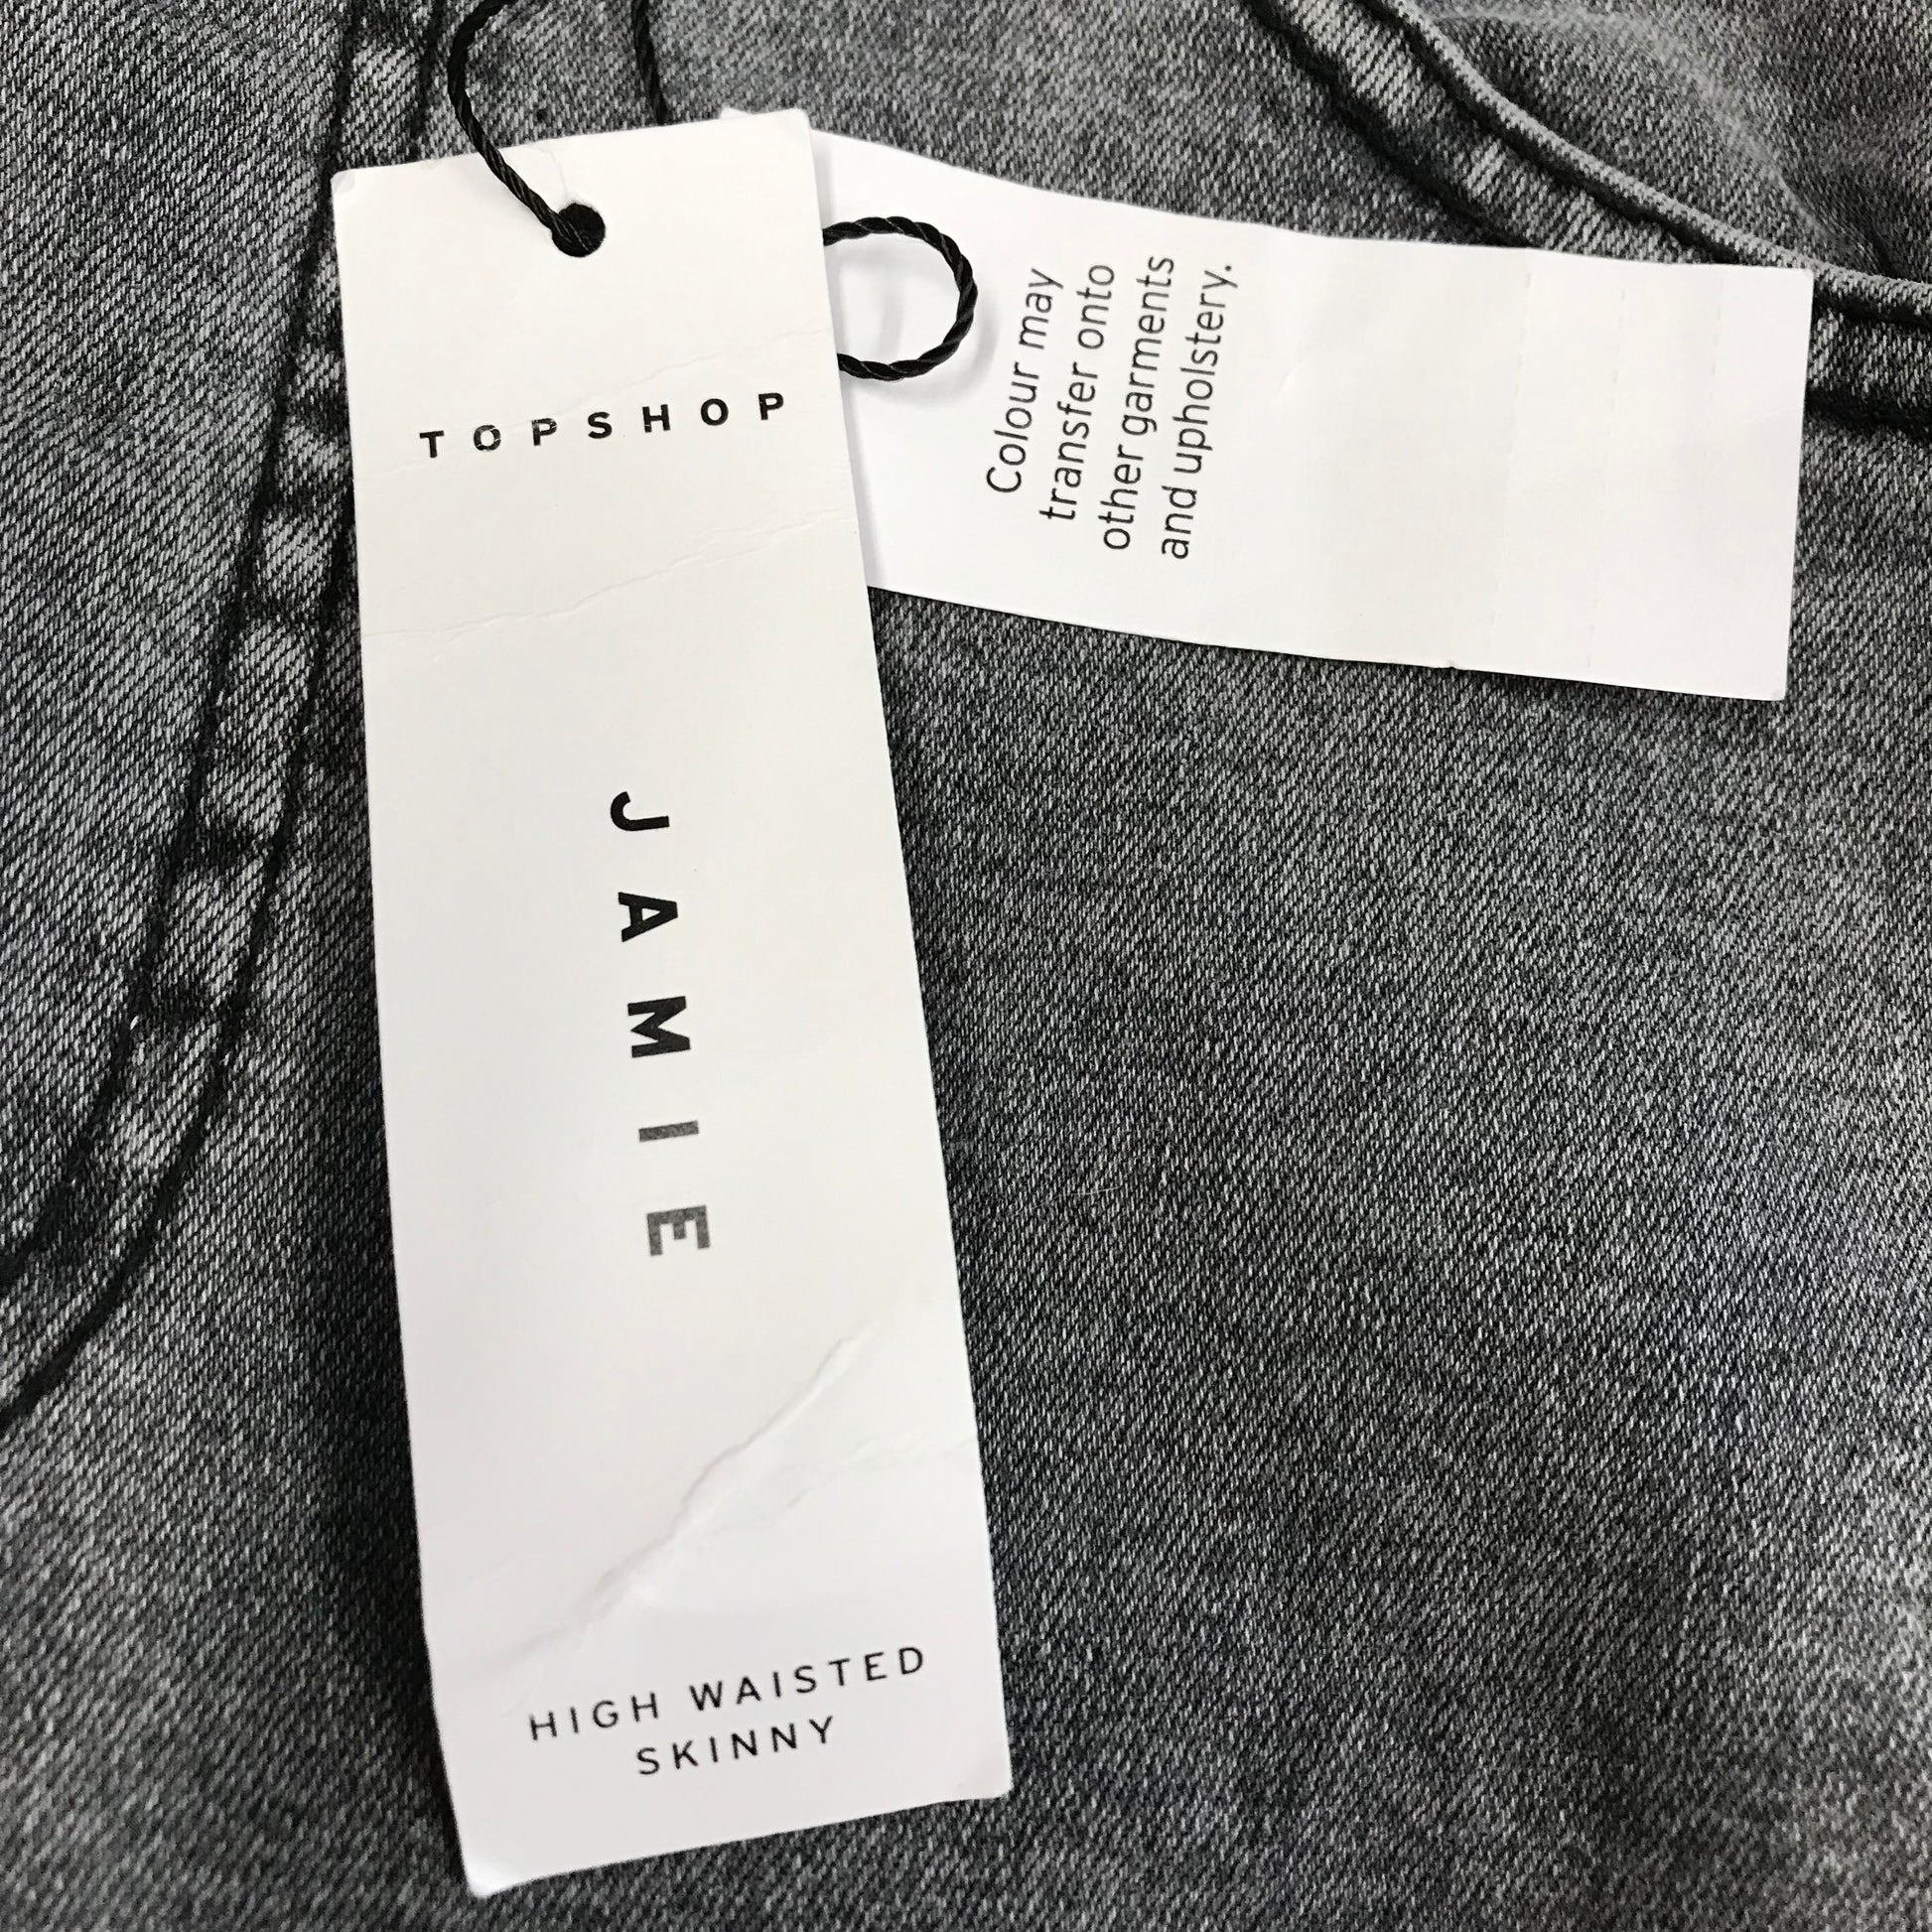 TOPSHOP
JAMIE
HIGH WAISTED
SKINNY
Colour may
transfer onto
other garments
and upholstery.